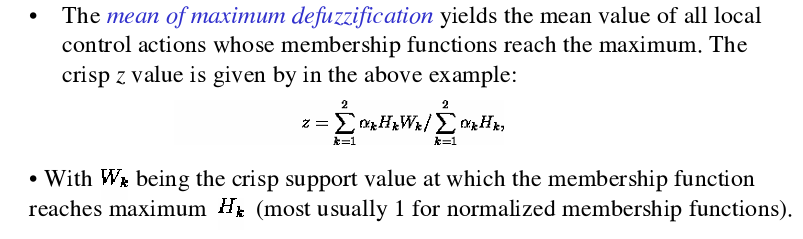 • The mean of maximum defuzzification yields the mean value of all local
control actions whose membership functions reach the maximum. The
crisp z value is given by in the above example:
z = \sum_{k=1}^{2} α_k H_k W_k / \sum_{k=1}^{2} α_k H_k,
• With W_k being the crisp support value at which the membership function
reaches maximum H_k (most usually 1 for normalized membership functions).